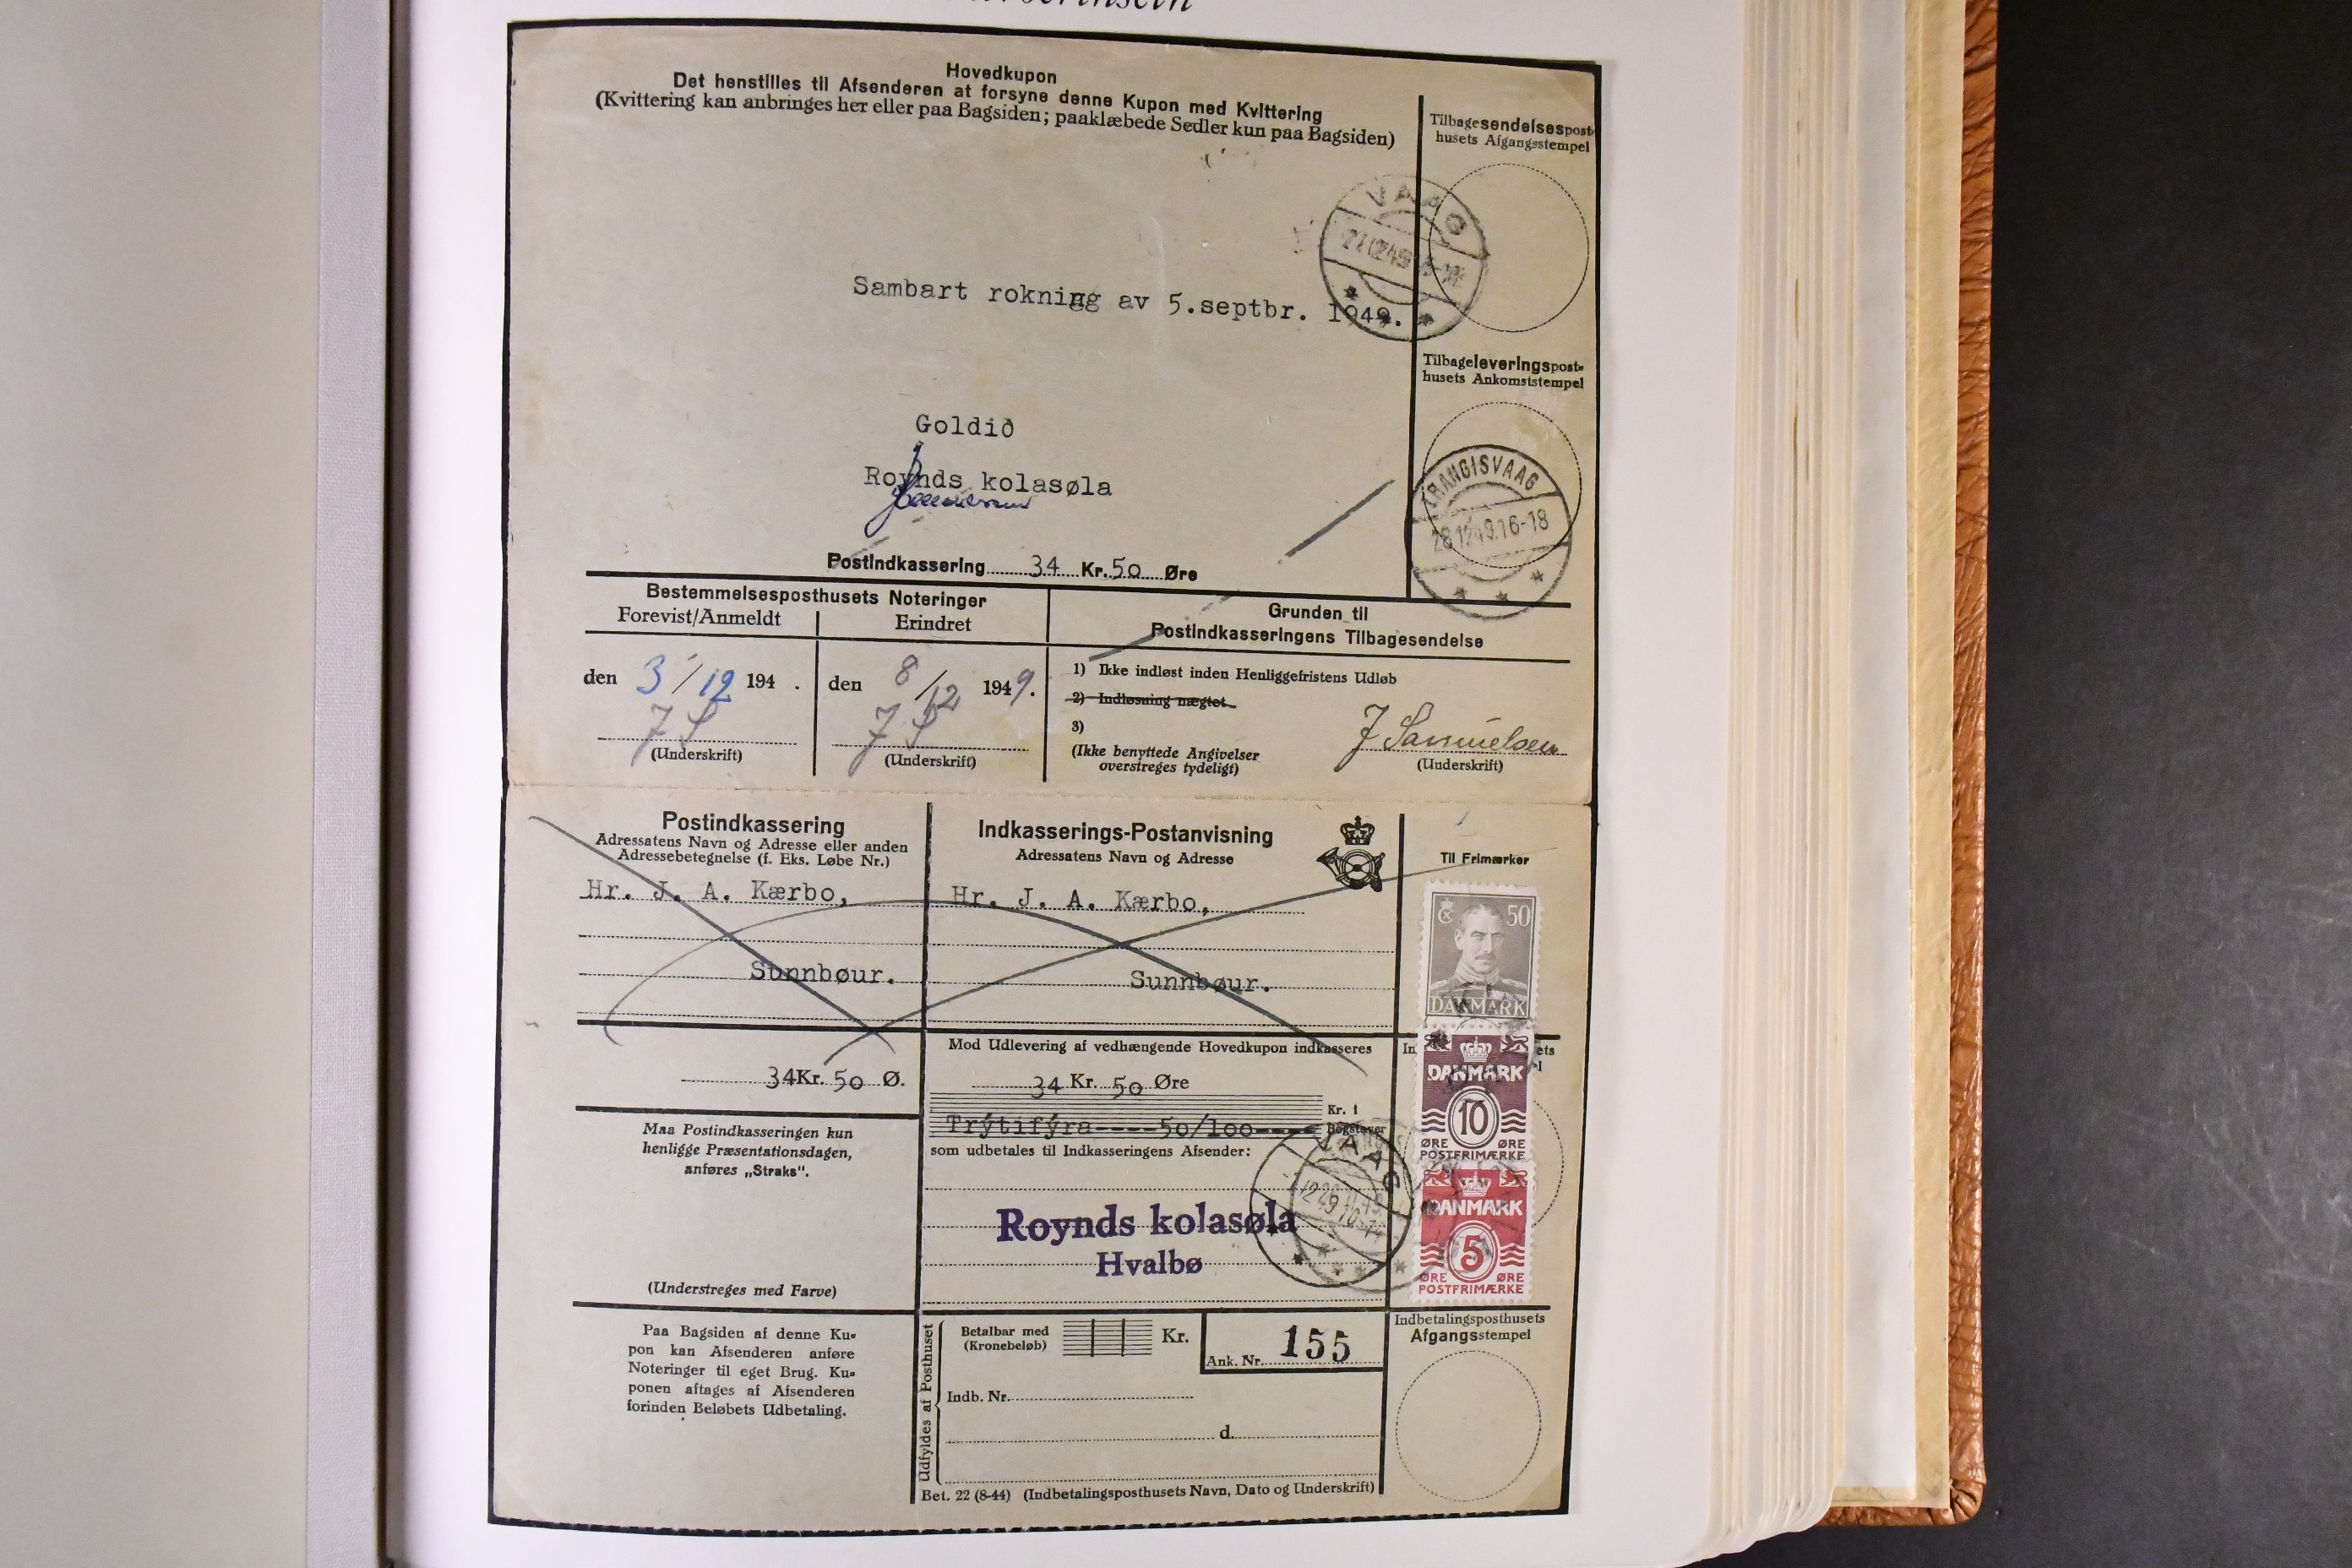 Hovedkupon
Det henstilles til Afsenderen at forsyne denne Kupon med Kvittering
(Kvittering kan anbringes her eller paa Bagsiden; paaklæbede Sedler kun paa Bagsiden)
Tilbagesendelsespost-
husets Afgangsstempel
VAAG
Sambart rokning av 5.septbr. 1949.
Tilbageleveringspost-
husets Ankomststempel
Goldið
Roynds kolasøla
TRANGISVAAG
28.12.49.16-18
Postindkassering 34 Kr. 50 Øre
Bestemmelsesposthusets Noteringer
Forevist/Anmeldt
Erindret
Grunden til
Postindkasseringens Tilbagesendelse
den 3/12 194 .
den 8/12 1949.
1) Ikke indløst inden Henliggefristens Udløb
2) Indløsning nægtet
3)
JS
JS
J Samuelsen
(Underskrift)
(Underskrift)
(Ikke benyttede Angivelser
overstreges tydeligt)
(Underskrift)
Postindkassering
Adressatens Navn og Adresse eller anden
Adressebetegnelse (f. Eks. Løbe Nr.)
Hr. J. A. Kærbo,
Sunnbøur.
34 Kr. 50 Ø.
Maa Postindkasseringen kun
henligge Præsentationsdagen,
anføres „Straks“.
(Understreges med Farve)
Paa Bagsiden af denne Ku-
pon kan Afsenderen anføre
Noteringer til eget Brug. Ku-
ponen aftages af Afsenderen
forinden Beløbets Udbetaling.
Indkasserings-Postanvisning
Adressatens Navn og Adresse
Hr. J. A. Kærbo,
Sunnbøur.
Mod Udlevering af vedhængende Hovedkupon indkasseres
34 Kr. 50 Øre
Trýtifýra----50/100----
Kr. i
Bogstaver
som udbetales til Indkasseringens Afsender:
Roynds kolasøla
Hvalbø
VAAG
Udfyldes af Posthuset
Betalbar med
(Kronebeløb)
Kr.
Ank. Nr. 155
Indb. Nr.
d.
Bet. 22 (8-44) (Indbetalingsposthusets Navn, Dato og Underskrift)
Til Frimærker
50
DANMARK
DANMARK
10
ØRE ØRE
POSTFRIMÆRKE
DANMARK
5
ØRE ØRE
POSTFRIMÆRKE
Indbetalingsposthusets
Afgangsstempel